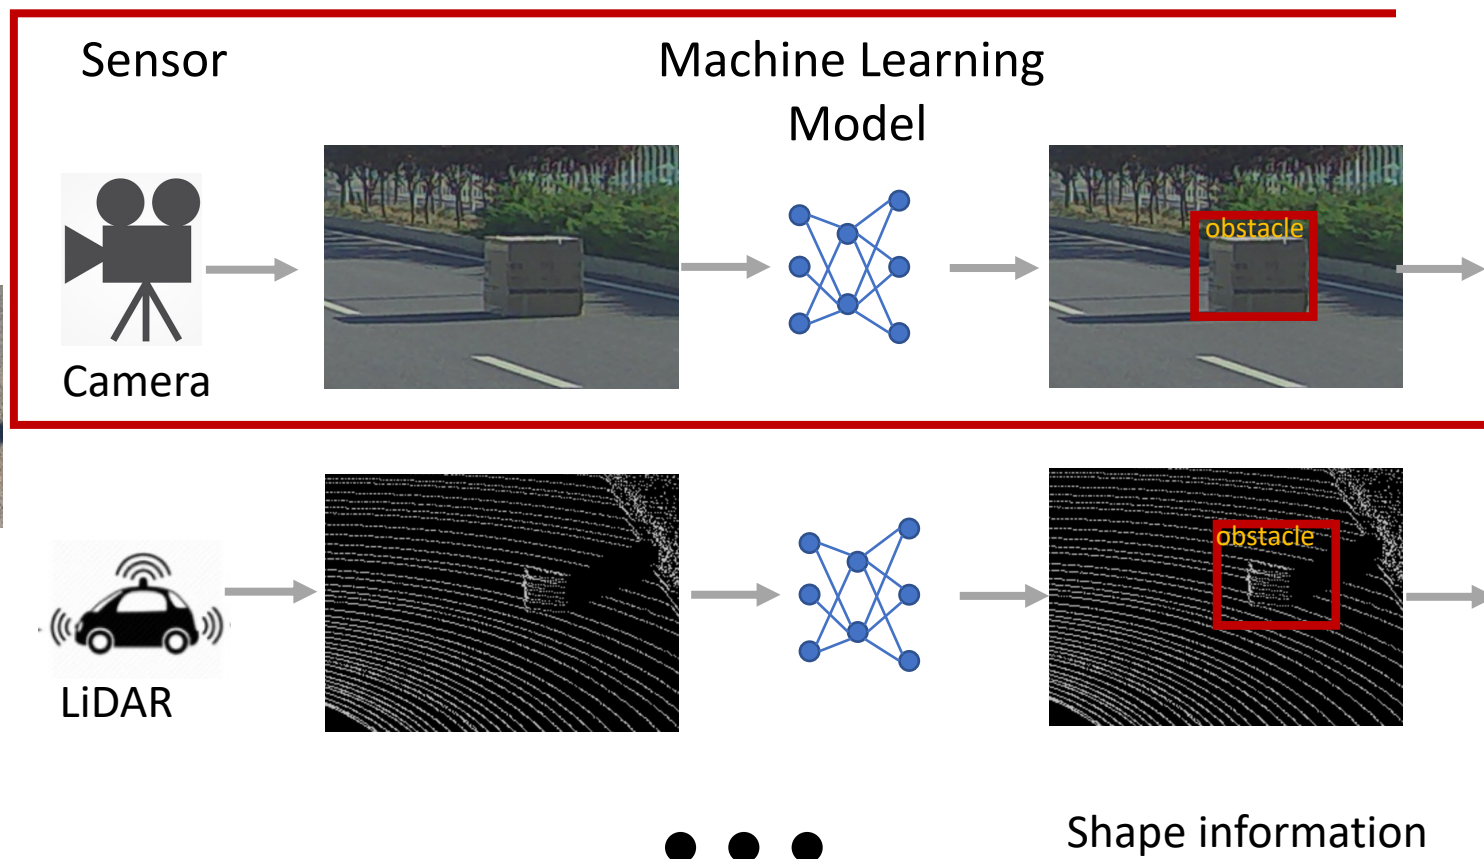 Sensor
Machine Learning
Model
obstacle
Camera
obstacle
LiDAR
Shape information